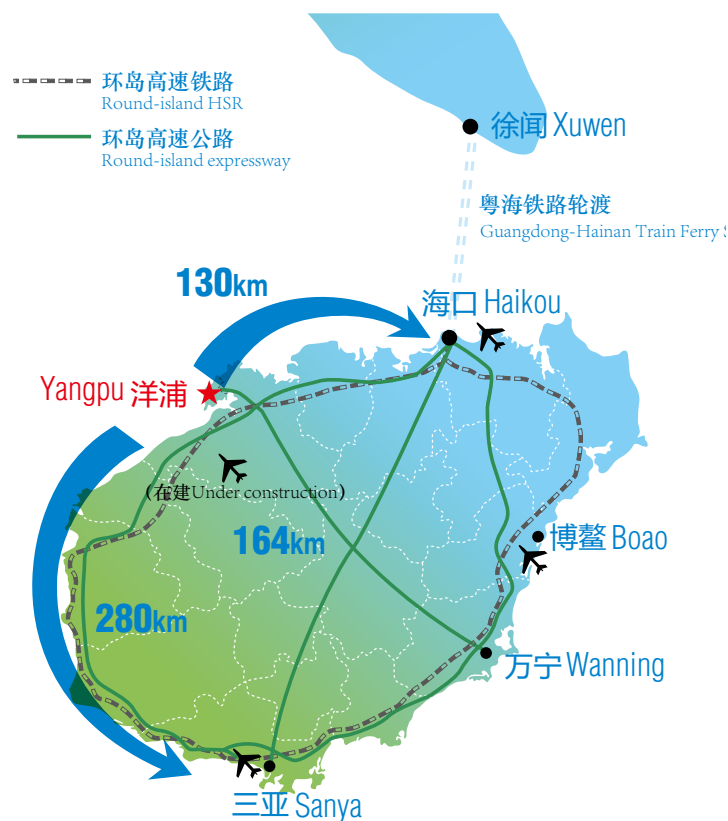 环岛高速铁路
Round-island HSR
环岛高速公路
Round-island expressway
徐闻 Xuwen
粤海铁路轮渡
Guangdong-Hainan Train Ferry S
130km
海口 Haikou
Yangpu 洋浦
(在建Under construction)
164km
博鳌 Boao
280km
万宁 Wanning
三亚 Sanya